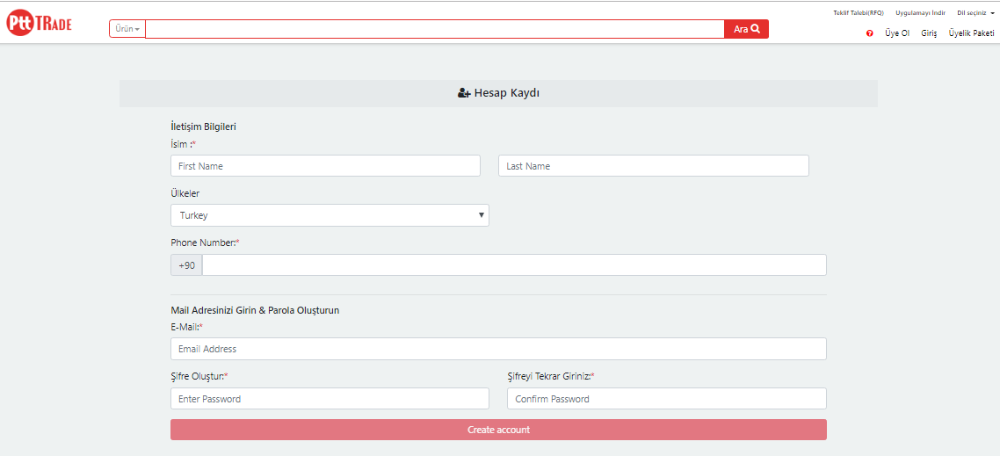 Ptt TRADE
Teklif Talebi(RFQ) Uygulamayı İndir Dil seçiniz
Ürün Ara
? Üye Ol Giriş Üyelik Paketi
Hesap Kaydı
İletişim Bilgileri
İsim :*
First Name Last Name
Ülkeler
Turkey
Phone Number:*
+90
Mail Adresinizi Girin & Parola Oluşturun
E-Mail:*
Email Address
Şifre Oluştur:* Şifreyi Tekrar Giriniz:*
Enter Password Confirm Password
Create account